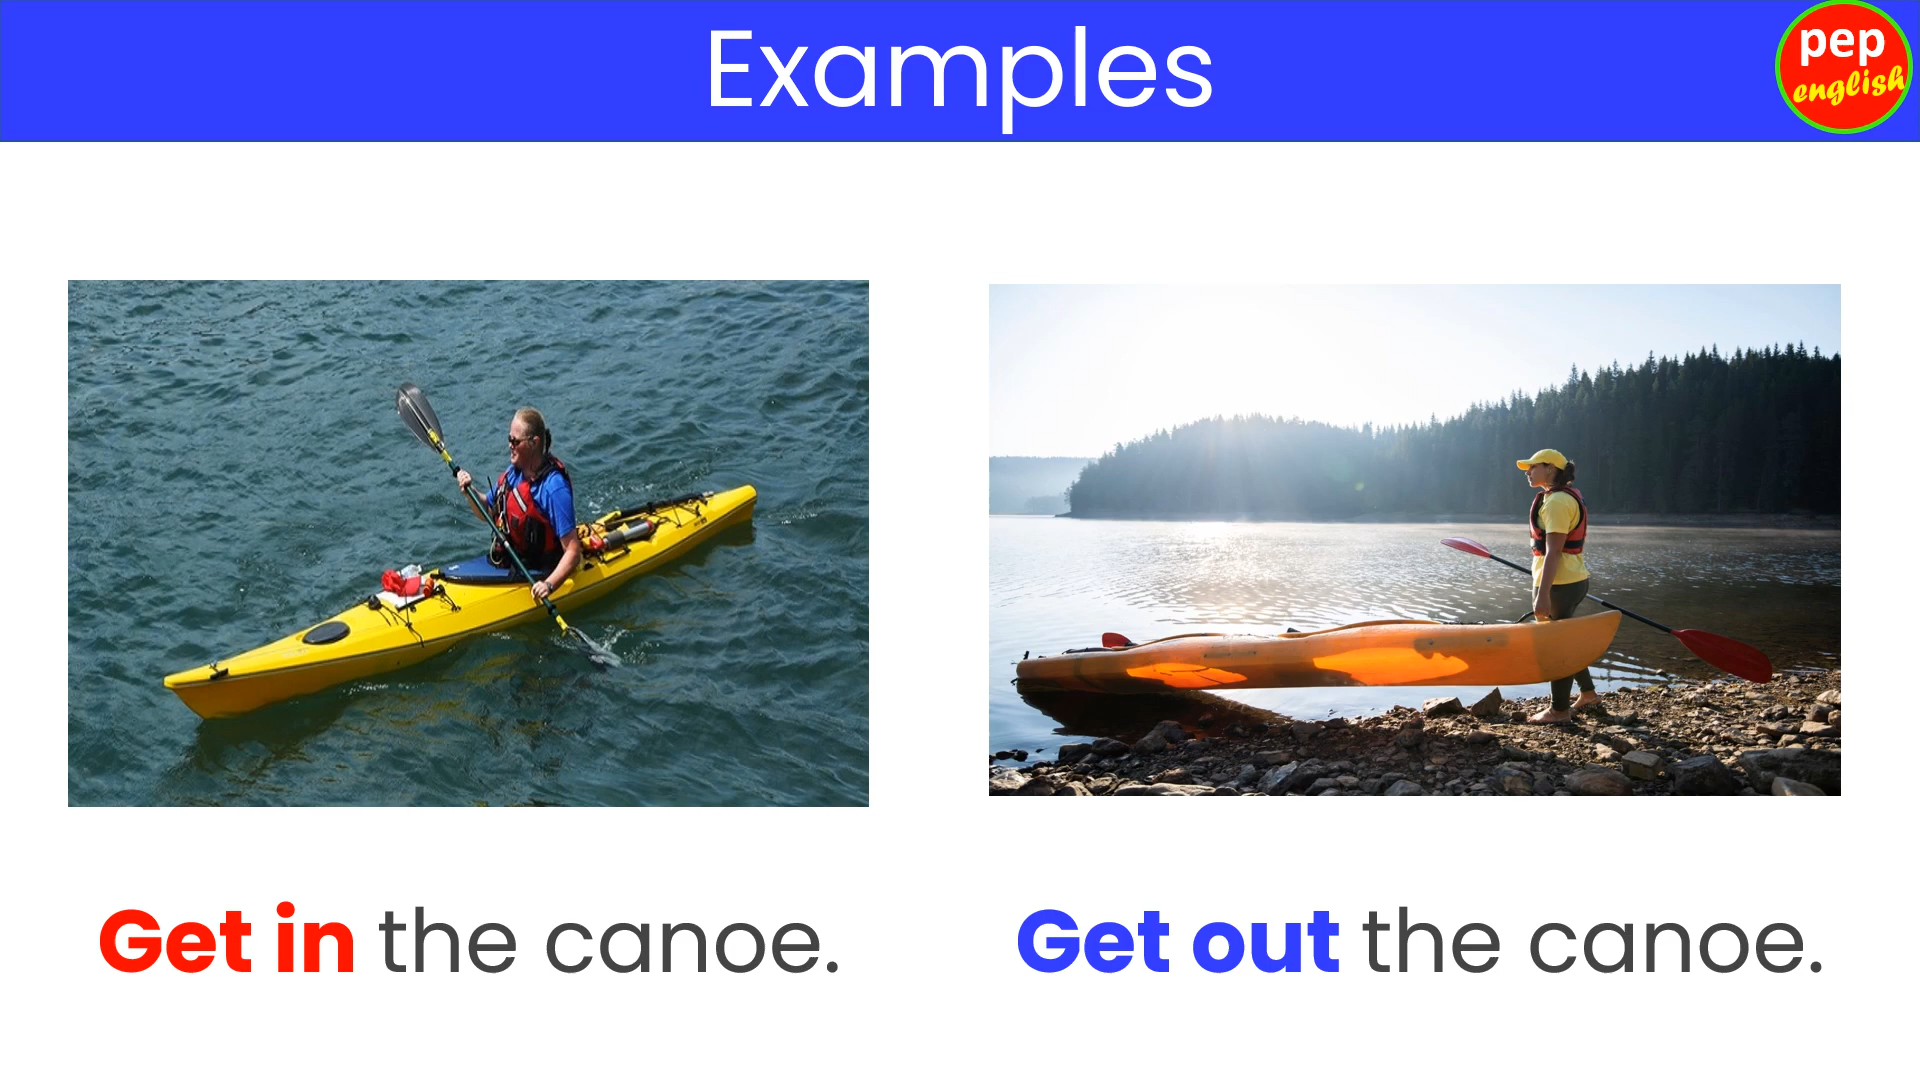 Examples
pep
english
Get in the canoe.
Get out the canoe.